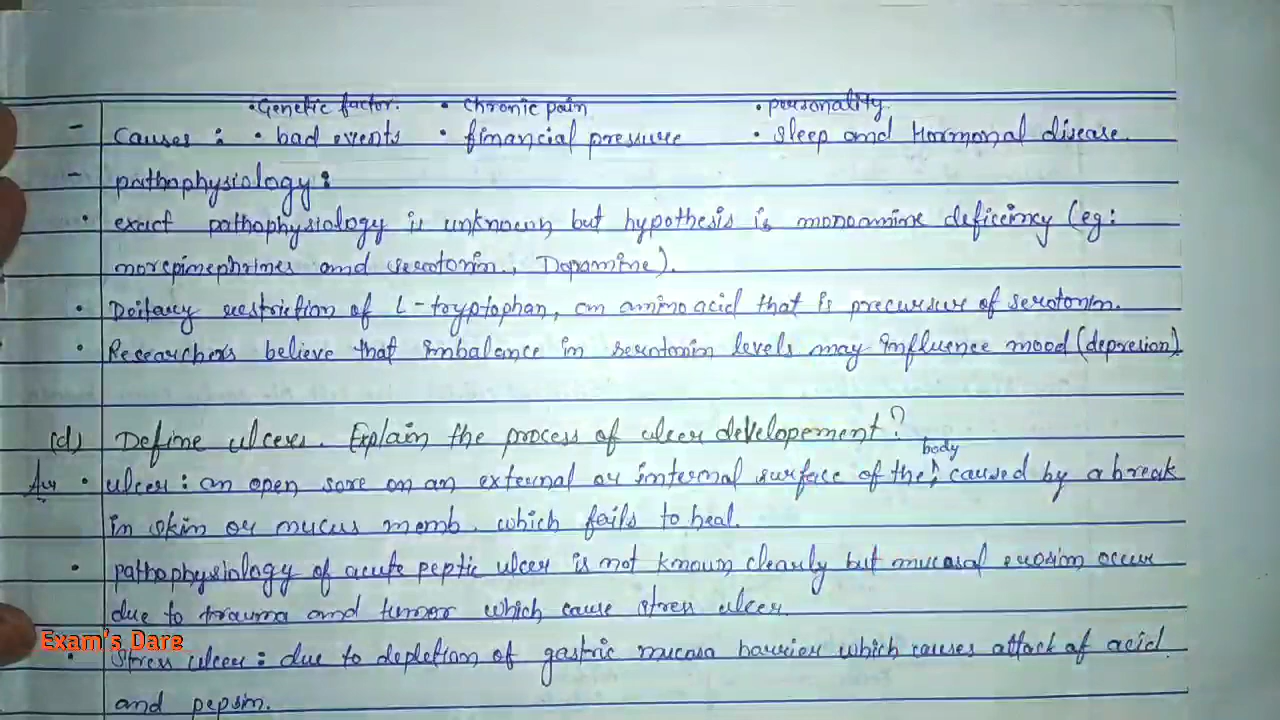 • Genetic factor. • chronic pain • personality.
- Causes : • bad events • financial pressure • sleep and Hormonal disease.
- pathophysiology :
• exact pathophysiology is unknown but hypothesis is monoamine deficiency (eg:
norepinephrines and serotonin, Dopamine).
• Deitary restriction of L-tryptophan, an amino acid that is precursur of serotonin.
• Researchers believe that imbalance in serotonin levels may influence mood (depresion)
(d) Define ulcers. Explain the process of ulcer developement?
body
Ans • ulcer : an open sore on an external or internal surface of the, caused by a break
in skin or mucus memb. which fails to heal.
• pathophysiology of acute peptic ulcer is not known clearly but mucosal erosion occur
due to trauma and tumor which cause stress ulcer.
Exam's Dare
• Stress ulcer : due to depletion of gastric mucosa barrier which causes attack of acid
and pepsin.